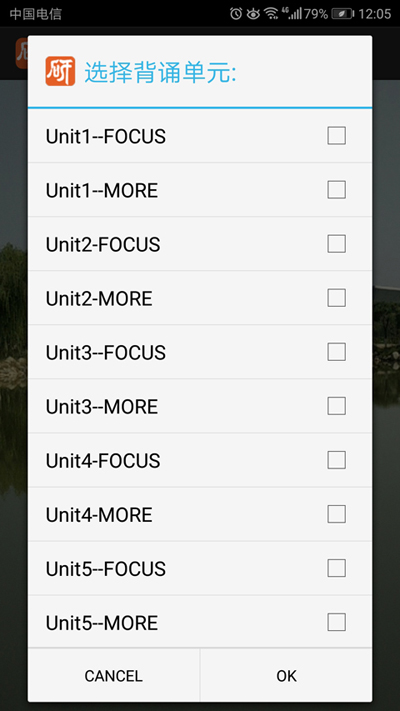 中国电信 4G 79% 12:05
研 选择背诵单元:
Unit1--FOCUS
Unit1--MORE
Unit2-FOCUS
Unit2-MORE
Unit3--FOCUS
Unit3--MORE
Unit4-FOCUS
Unit4-MORE
Unit5--FOCUS
Unit5--MORE
CANCEL OK